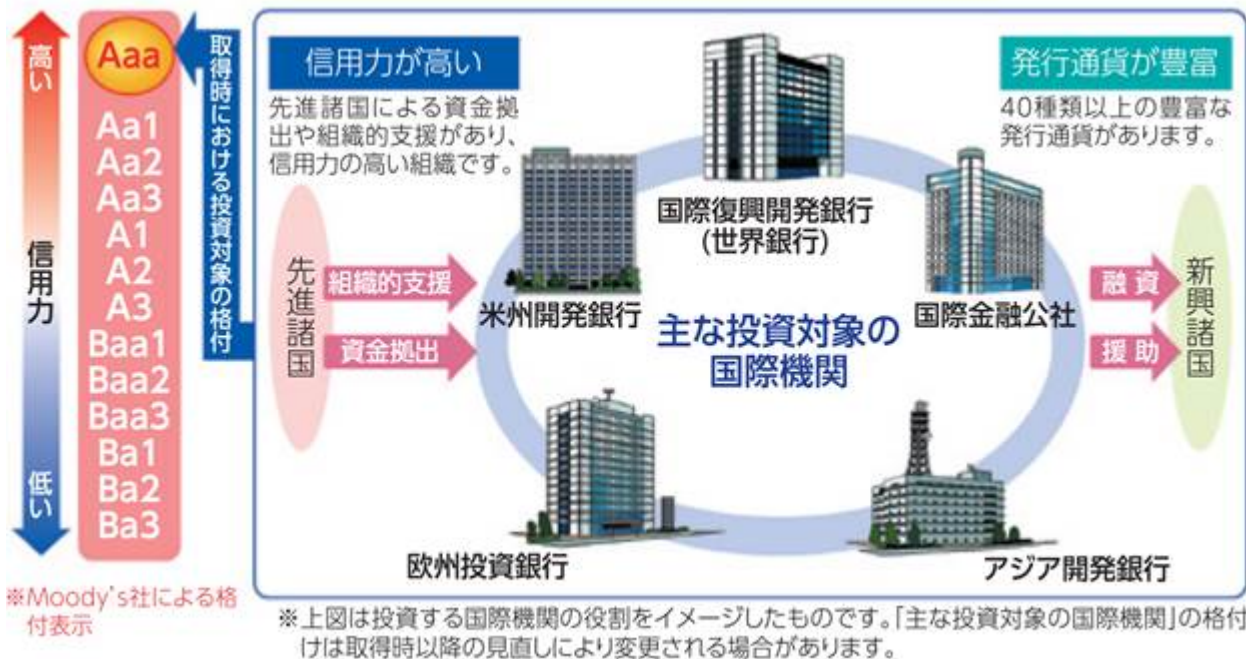 高い
信用力
低い
Aaa
Aa1
Aa2
Aa3
A1
A2
A3
Baa1
Baa2
Baa3
Ba1
Ba2
Ba3
※Moody's社による格
付表示
取得時における投資対象の格付
信用力が高い
先進諸国による資金拠
出や組織的支援があり、
信用力の高い組織です。
発行通貨が豊富
40種類以上の豊富な
発行通貨があります。
先進諸国
組織的支援
資金拠出
国際復興開発銀行
(世界銀行)
米州開発銀行
国際金融公社
主な投資対象の
国際機関
欧州投資銀行
アジア開発銀行
融資
援助
新興諸国
※上図は投資する国際機関の役割をイメージしたものです。「主な投資対象の国際機関」の格付
けは取得時以降の見直しにより変更される場合があります。